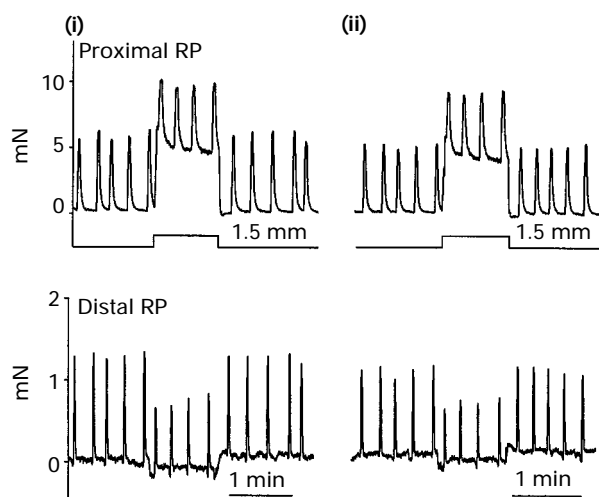 (i) (ii)
Proximal RP
10
5
0
mN
1.5 mm 1.5 mm
2
Distal RP
1
0
mN
1 min 1 min